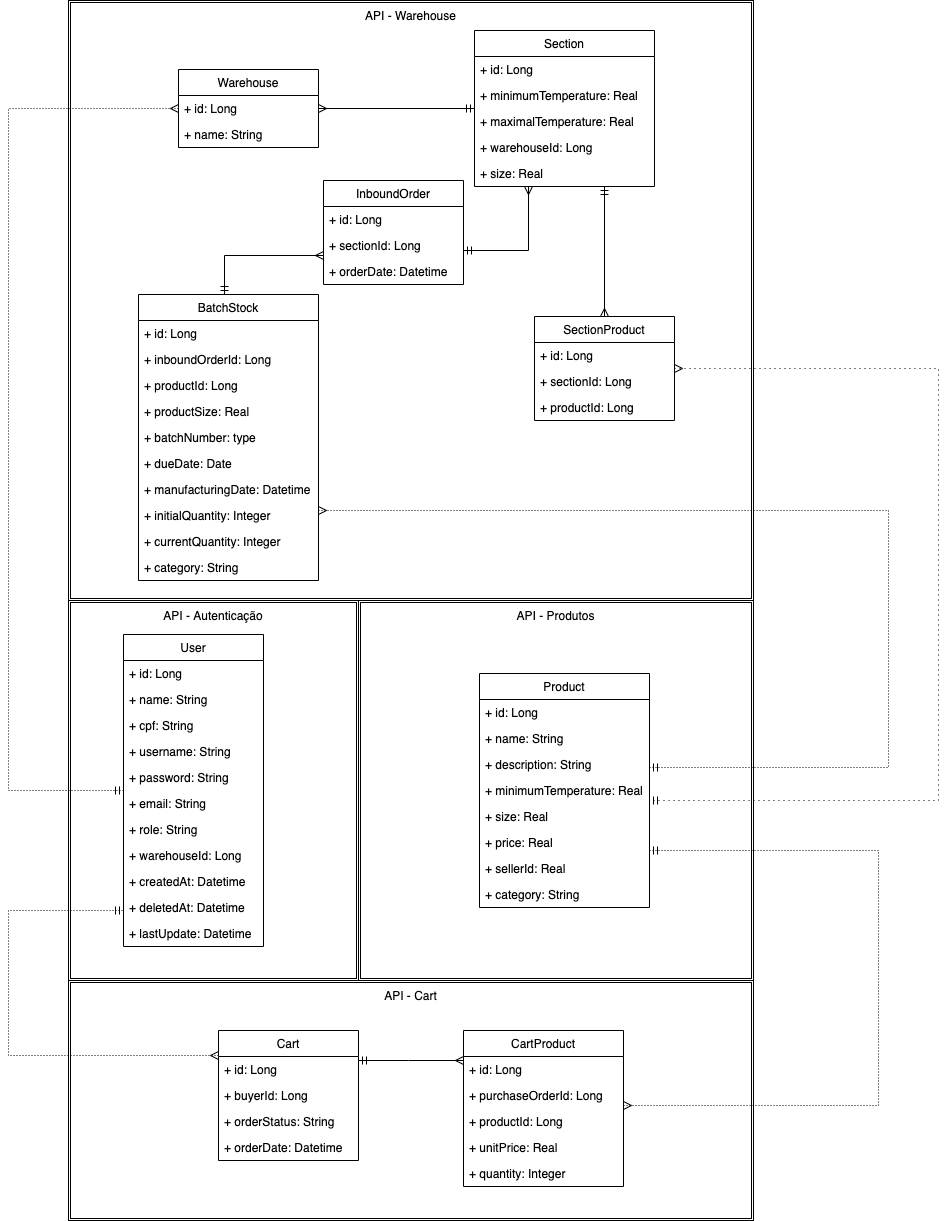 API - Warehouse
Section
+ id: Long
+ minimumTemperature: Real
+ maximalTemperature: Real
+ warehouseId: Long
+ size: Real
Warehouse
+ id: Long
+ name: String
InboundOrder
+ id: Long
+ sectionId: Long
+ orderDate: Datetime
BatchStock
+ id: Long
+ inboundOrderId: Long
+ productId: Long
+ productSize: Real
+ batchNumber: type
+ dueDate: Date
+ manufacturingDate: Datetime
+ initialQuantity: Integer
+ currentQuantity: Integer
+ category: String
SectionProduct
+ id: Long
+ sectionId: Long
+ productId: Long
API - Autenticação
User
+ id: Long
+ name: String
+ cpf: String
+ username: String
+ password: String
+ email: String
+ role: String
+ warehouseId: Long
+ createdAt: Datetime
+ deletedAt: Datetime
+ lastUpdate: Datetime
API - Produtos
Product
+ id: Long
+ name: String
+ description: String
+ minimumTemperature: Real
+ size: Real
+ price: Real
+ sellerId: Real
+ category: String
API - Cart
Cart
+ id: Long
+ buyerId: Long
+ orderStatus: String
+ orderDate: Datetime
CartProduct
+ id: Long
+ purchaseOrderId: Long
+ productId: Long
+ unitPrice: Real
+ quantity: Integer